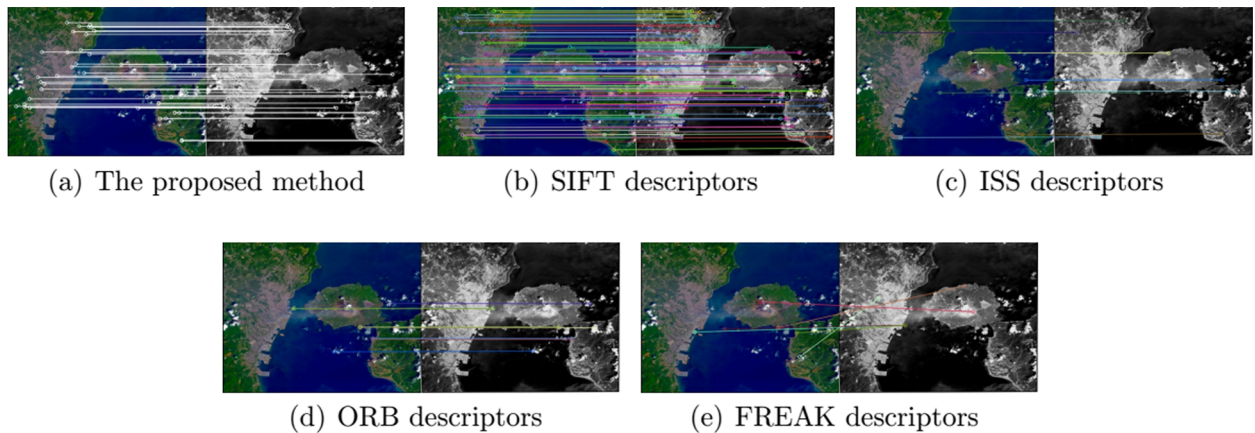 (a) The proposed method
(b) SIFT descriptors
(c) ISS descriptors
(d) ORB descriptors
(e) FREAK descriptors